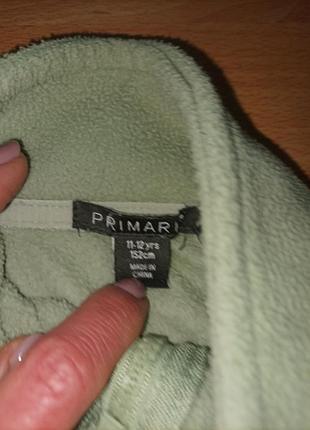 PRIMARK
11-12 yrs
152cm
MADE IN
CHINA